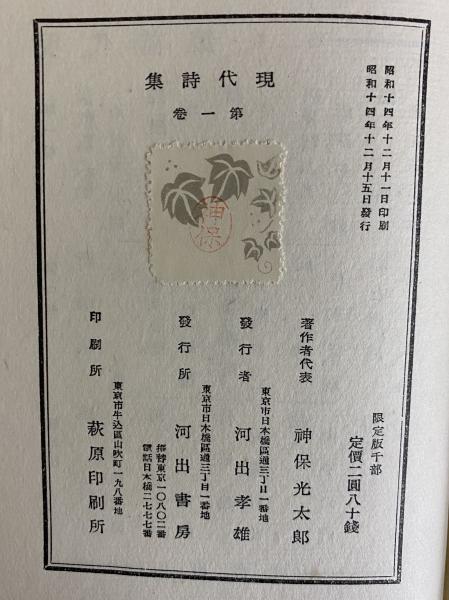 昭和十四年十二月十一日印刷
昭和十四年十二月十五日發行
現代詩集
第一卷
神保
限定版千部
定價二圓八十錢
著作者代表
神保光太郎
東京市日本橋區通三丁目一番地
發行者
河出孝雄
東京市日本橋區通三丁目一番地
發行所
河出書房
振替東京一〇八〇二番
電話日本橋二七七七番
東京市牛込區山吹町一九八番地
印刷所
萩原印刷所